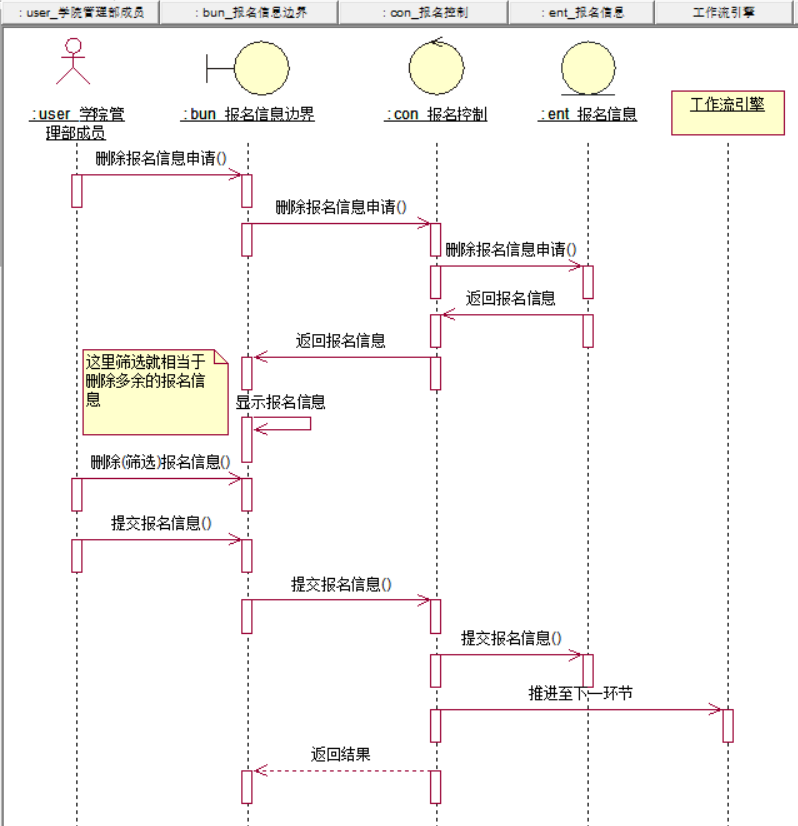 : user_学院管理部成员
: bun_报名信息边界
: con_报名控制
: ent_报名信息
工作流引擎
:user_学院管
理部成员
:bun_报名信息边界
:con_报名控制
:ent_报名信息
工作流引擎
删除报名信息申请()
删除报名信息申请()
删除报名信息申请()
返回报名信息
返回报名信息
这里筛选就相当于
删除多余的报名信
息
显示报名信息
删除(筛选)报名信息()
提交报名信息()
提交报名信息()
提交报名信息()
推进至下一环节
返回结果